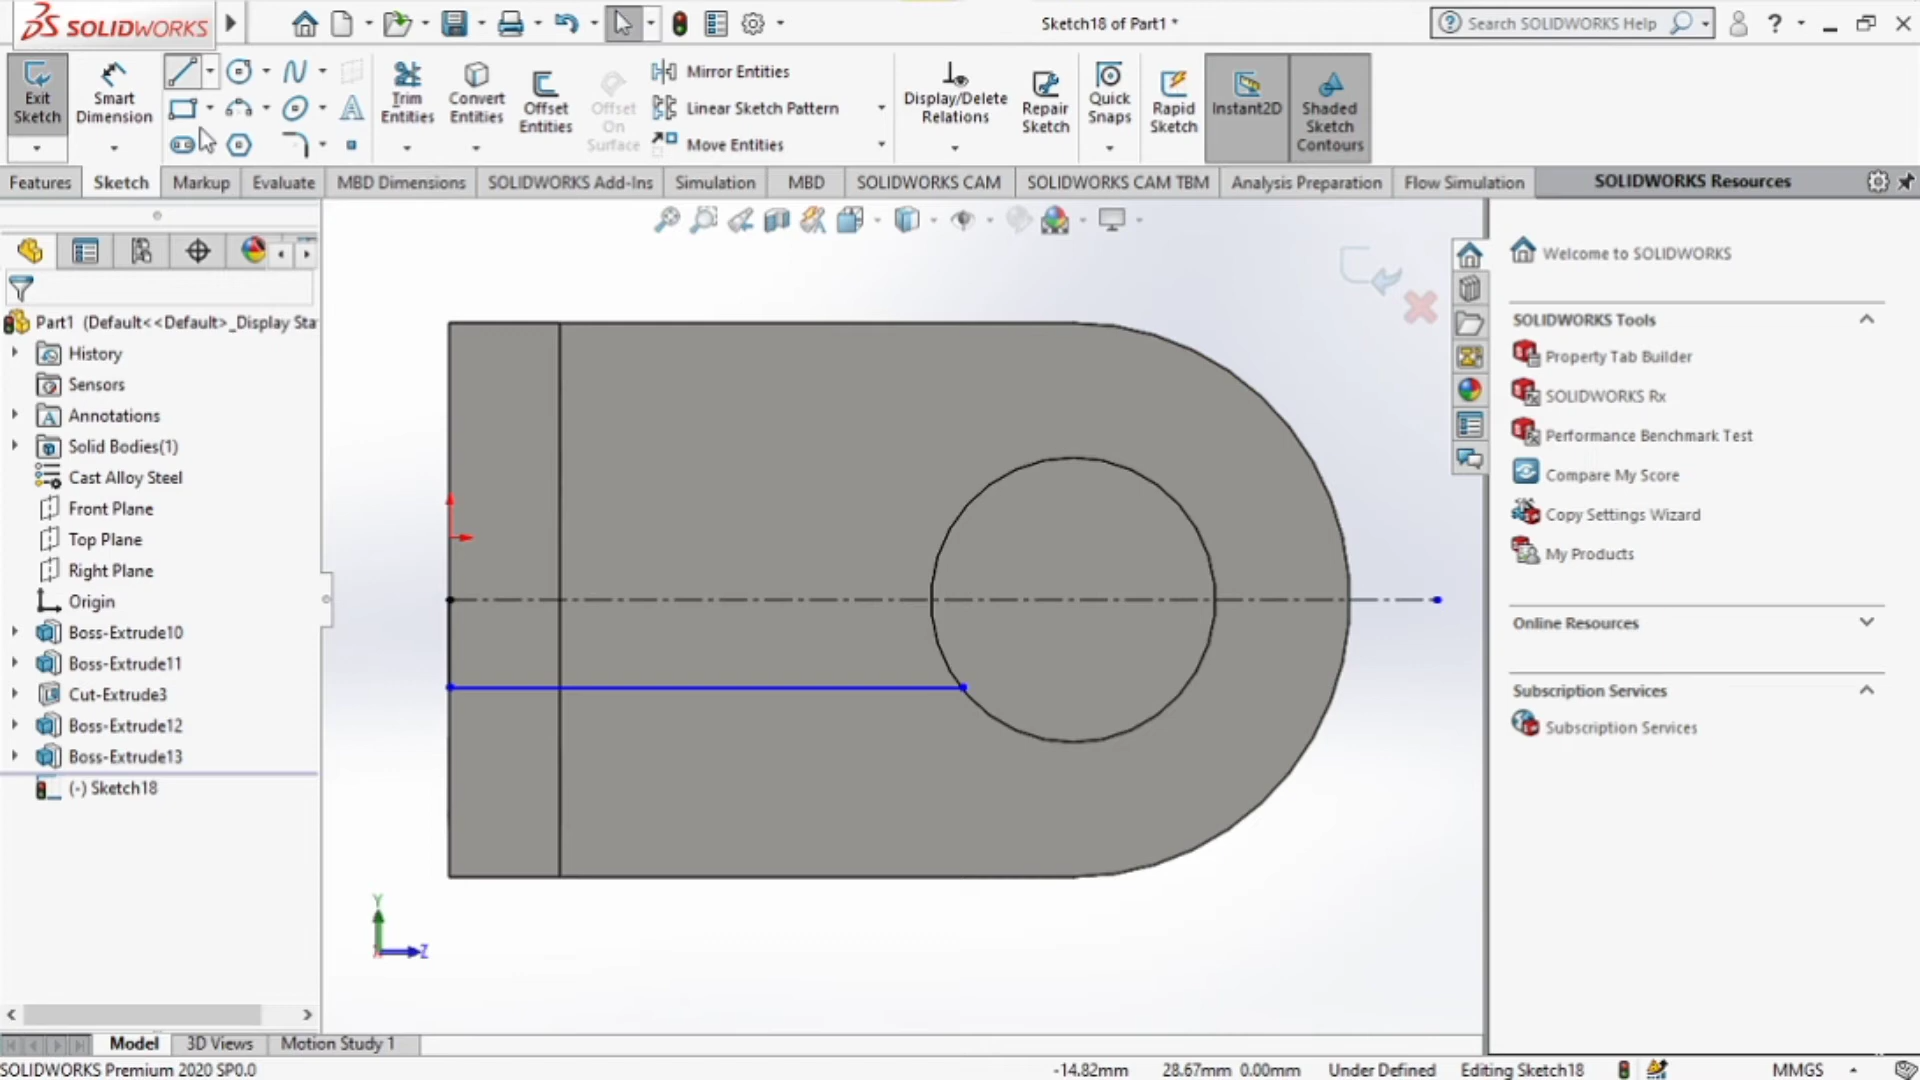 SOLIDWORKS
Sketch18 of Part1 *
Search SOLIDWORKS Help
Exit Sketch
Smart Dimension
Trim Entities
Convert Entities
Offset Entities
Offset On Surface
Mirror Entities
Linear Sketch Pattern
Move Entities
Display/Delete Relations
Repair Sketch
Quick Snaps
Rapid Sketch
Instant2D
Shaded Sketch Contours
Features
Sketch
Markup
Evaluate
MBD Dimensions
SOLIDWORKS Add-Ins
Simulation
MBD
SOLIDWORKS CAM
SOLIDWORKS CAM TBM
Analysis Preparation
Flow Simulation
SOLIDWORKS Resources
Part1 (Default<<Default>_Display Sta
History
Sensors
Annotations
Solid Bodies(1)
Cast Alloy Steel
Front Plane
Top Plane
Right Plane
Origin
Boss-Extrude10
Boss-Extrude11
Cut-Extrude3
Boss-Extrude12
Boss-Extrude13
(-) Sketch18
Y
Z
Welcome to SOLIDWORKS
SOLIDWORKS Tools
Property Tab Builder
SOLIDWORKS Rx
Performance Benchmark Test
Compare My Score
Copy Settings Wizard
My Products
Online Resources
Subscription Services
Subscription Services
Model
3D Views
Motion Study 1
SOLIDWORKS Premium 2020 SP0.0
-14.82mm
28.67mm 0.00mm
Under Defined
Editing Sketch18
MMGS